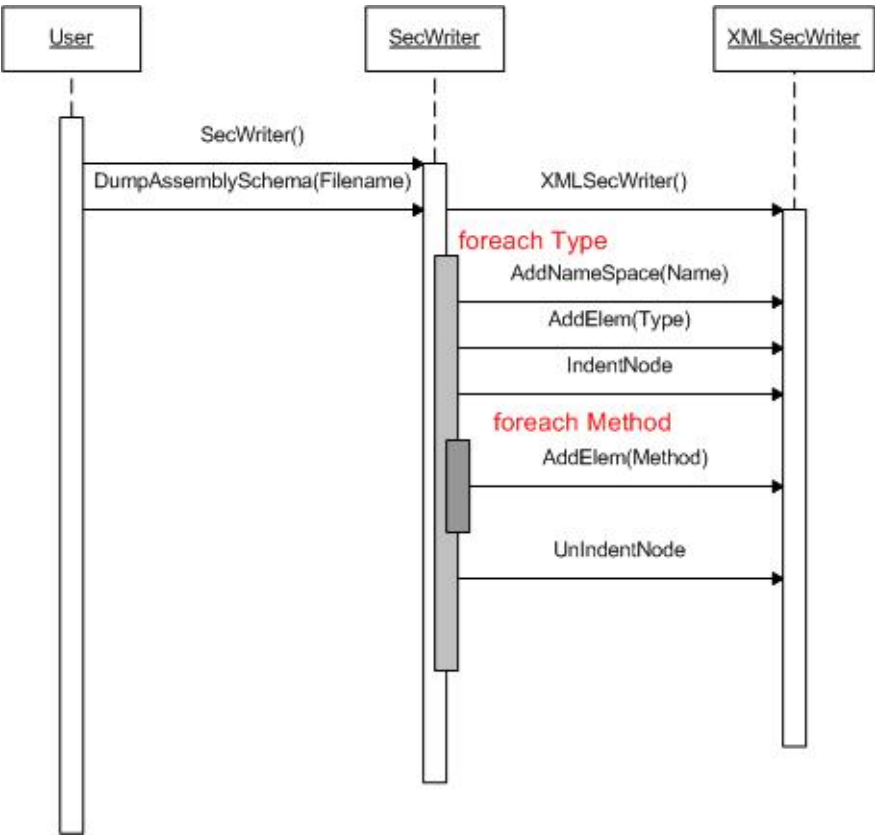 User
SecWriter
XMLSecWriter
SecWriter()
DumpAssemblySchema(Filename)
XMLSecWriter()
foreach Type
AddNameSpace(Name)
AddElem(Type)
IndentNode
foreach Method
AddElem(Method)
UnIndentNode